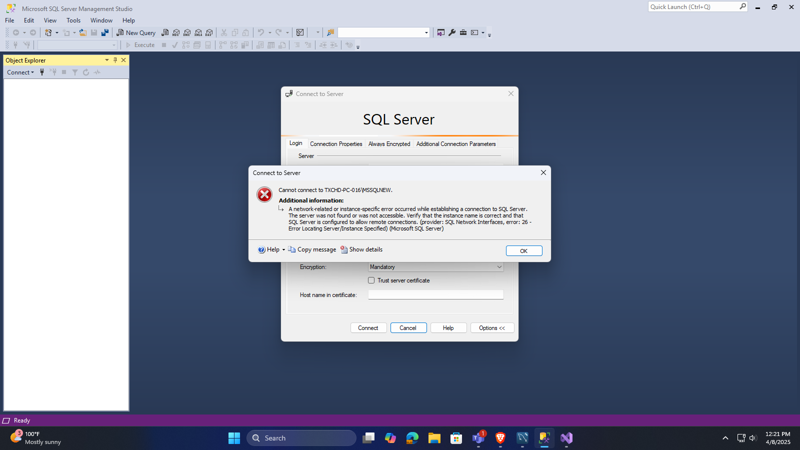 Microsoft SQL Server Management Studio
Quick Launch (Ctrl+Q)
File Edit View Tools Window Help
New Query
Execute
Object Explorer
Connect
Connect to Server
SQL Server
Login Connection Properties Always Encrypted Additional Connection Parameters
Server
Connect to Server
Cannot connect to TXCHD-PC-016\MSSQLNEW.
Additional information:
A network-related or instance-specific error occurred while establishing a connection to SQL Server.
The server was not found or was not accessible. Verify that the instance name is correct and that
SQL Server is configured to allow remote connections. (provider: SQL Network Interfaces, error: 26 -
Error Locating Server/Instance Specified) (Microsoft SQL Server)
Help Copy message Show details OK
Encryption: Mandatory
Trust server certificate
Host name in certificate:
Connect Cancel Help Options <<
Ready
100°F
Mostly sunny
Search
12:21 PM
4/8/2025